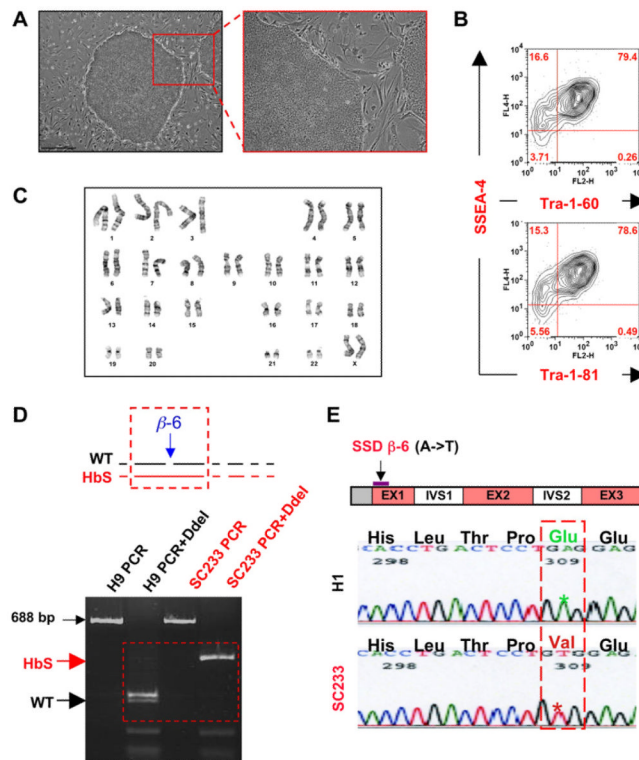 A
B
16.6
79.4
3.71
0.26
FL4-H
FL2-H
Tra-1-60
SSEA-4
15.3
78.6
5.56
0.49
FL4-H
FL2-H
Tra-1-81
C
1
2
3
4
5
6
7
8
9
10
11
12
13
14
15
16
17
18
19
20
21
22
X
D
β-6
WT
HbS
H9 PCR
H9 PCR+DdeI
SC233 PCR
SC233 PCR+DdeI
688 bp
HbS
WT
E
SSD β-6 (A->T)
EX1 IVS1 EX2 IVS2 EX3
His Leu Thr Pro Glu
CACCTGACTCCTGAGGAG
298 309
H1
*
His Leu Thr Pro Val Glu
CACCTGACTCCTGTGGAG
298 309
SC233
*